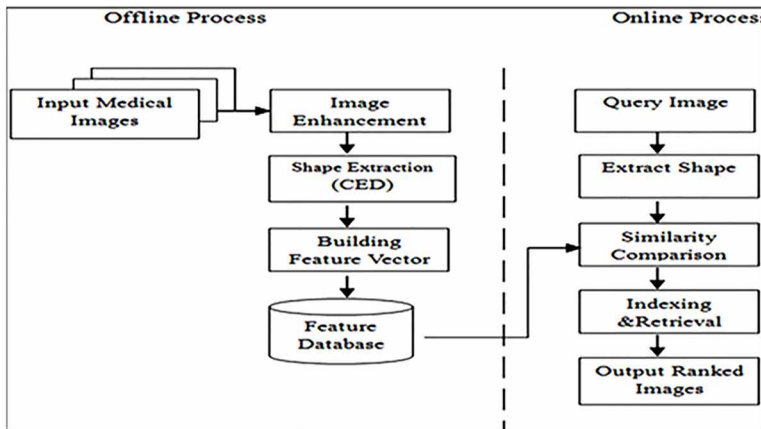 Offline Process
Online Process
Input Medical
Images
Image
Enhancement
Shape Extraction
(CED)
Building
Feature Vector
Feature
Database
Query Image
Extract Shape
Similarity
Comparison
Indexing
&Retrieval
Output Ranked
Images